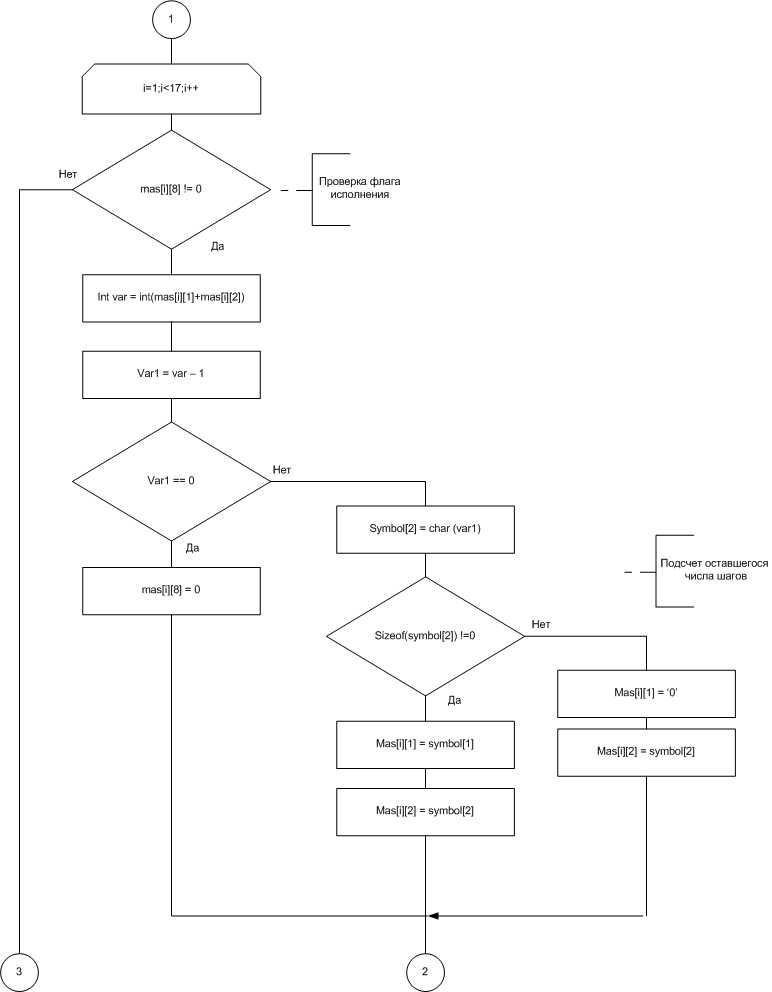 1
i=1;i<17;i++
Нет
mas[i][8] != 0
Проверка флага
исполнения
Да
Int var = int(mas[i][1]+mas[i][2])
Var1 = var – 1
Var1 == 0
Нет
Symbol[2] = char (var1)
Да
Подсчет оставшегося
числа шагов
mas[i][8] = 0
Sizeof(symbol[2]) !=0
Нет
Mas[i][1] = ‘0’
Да
Mas[i][1] = symbol[1]
Mas[i][2] = symbol[2]
Mas[i][2] = symbol[2]
3
2